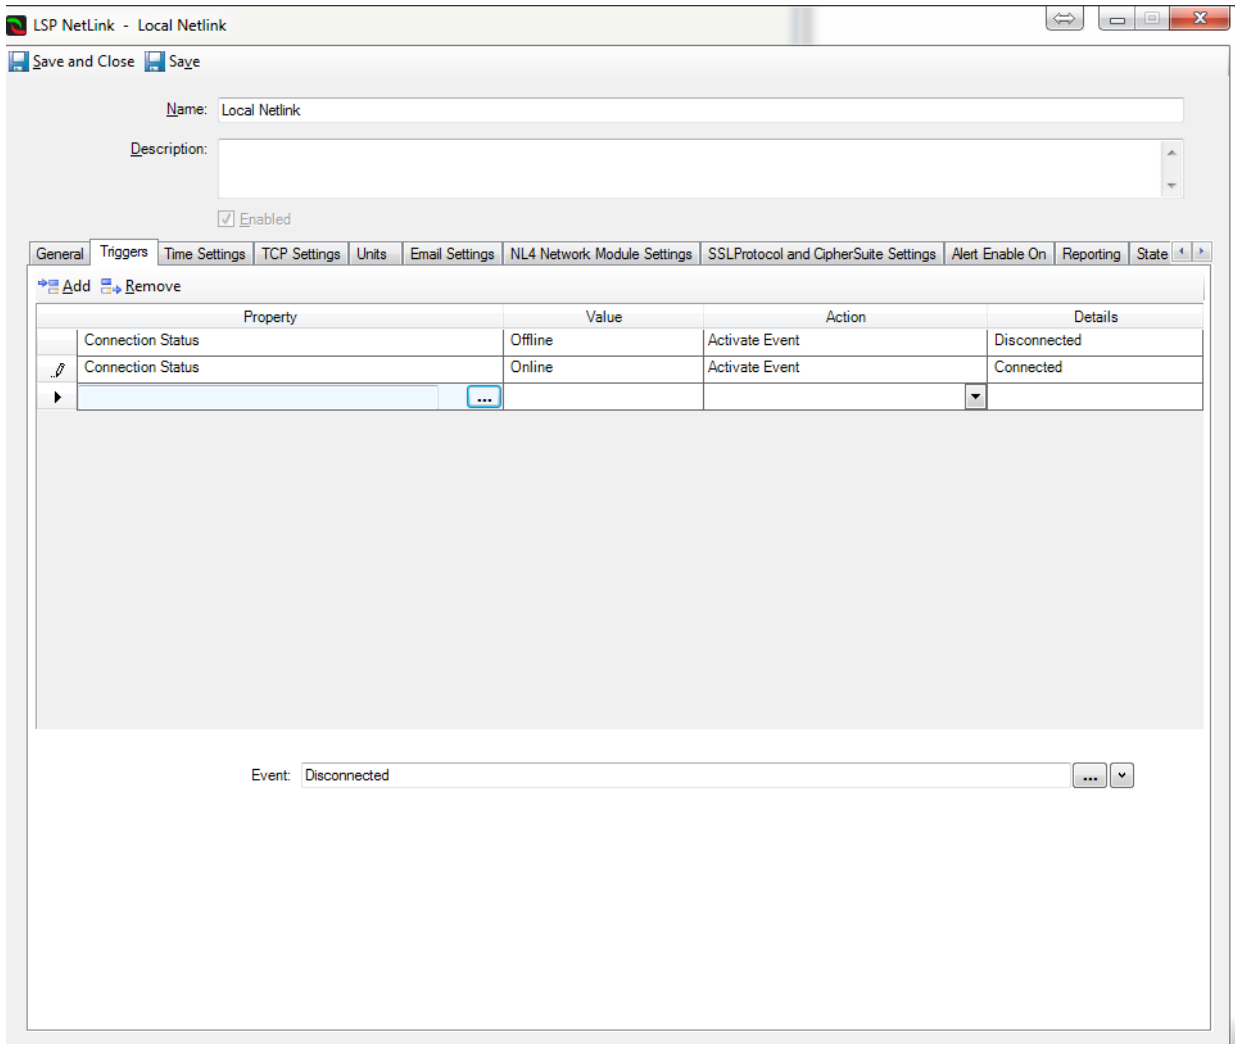 LSP NetLink - Local Netlink
Save and Close Save
Name: Local Netlink
Description:
Enabled
General Triggers Time Settings TCP Settings Units Email Settings NL4 Network Module Settings SSLProtocol and CipherSuite Settings Alert Enable On Reporting State
Add Remove
Property Value Action Details
Connection Status Offline Activate Event Disconnected
Connection Status Online Activate Event Connected
...
Event: Disconnected ...